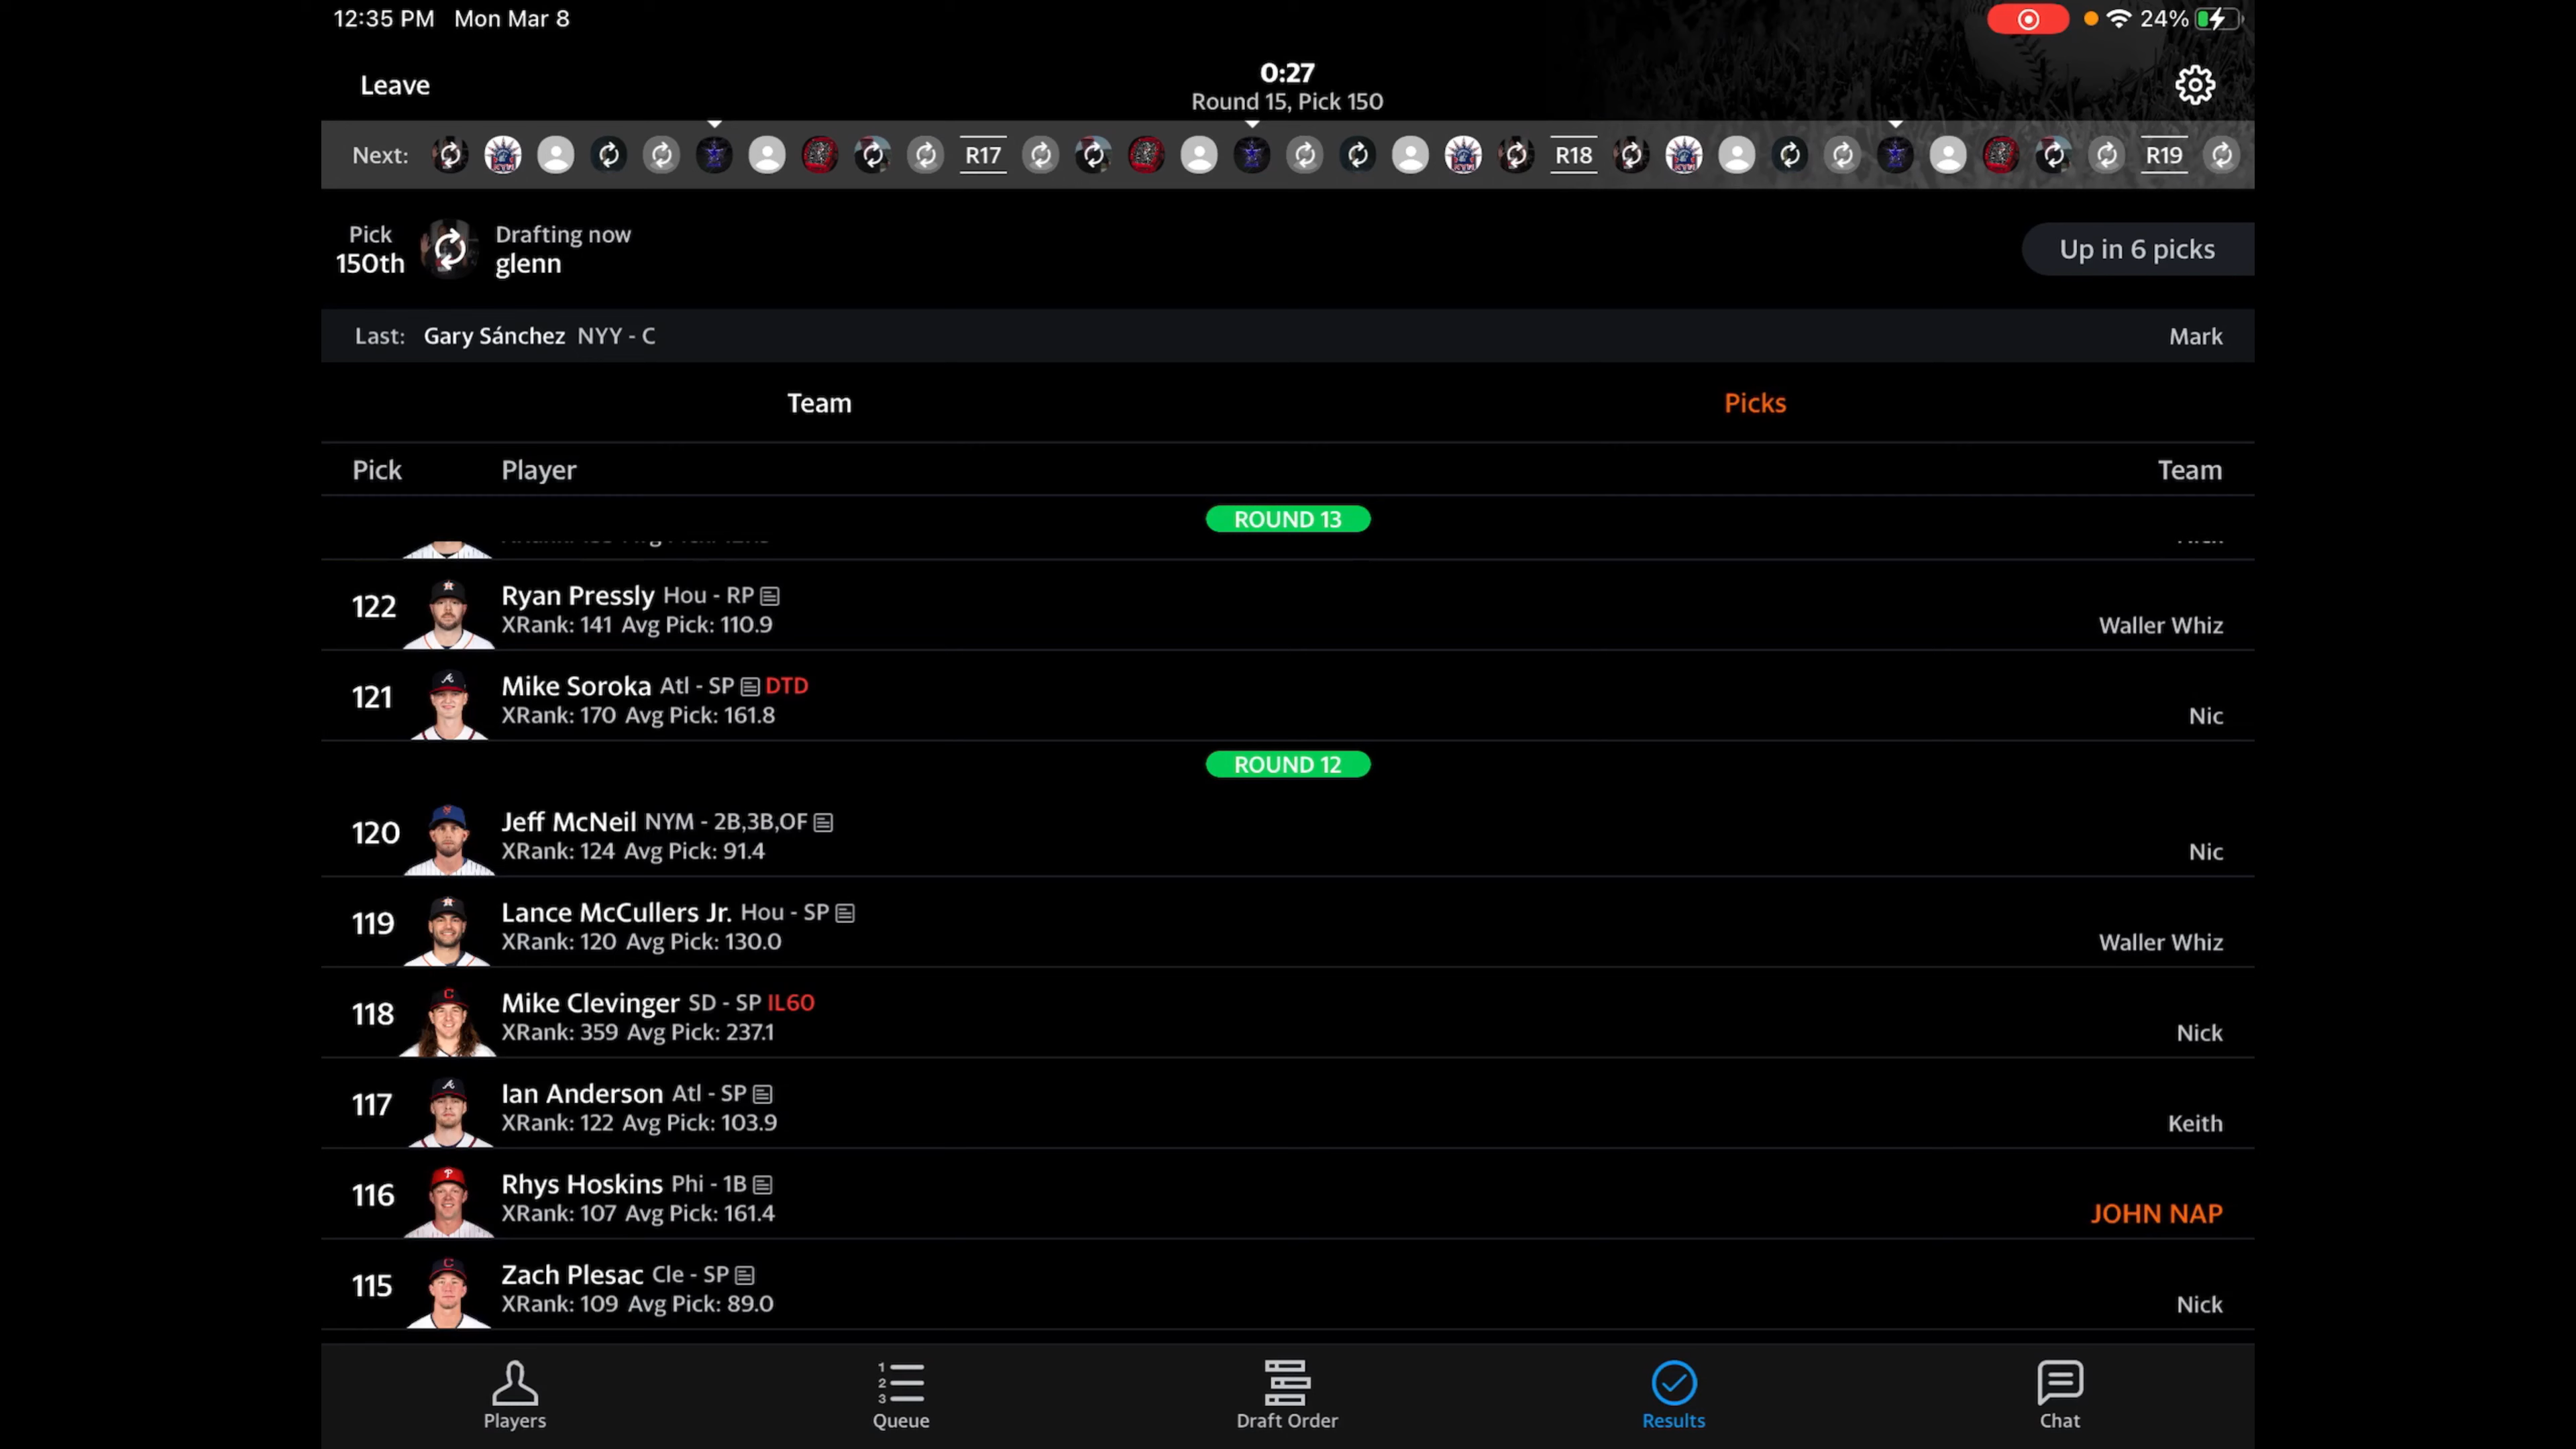 12:35 PM Mon Mar 8
24%
Leave
0:27
Round 15, Pick 150
Next:
R17
R18
R19
Pick
150th
Drafting now
glenn
Up in 6 picks
Last: Gary Sánchez NYY - C
Mark
Team
Picks
Pick
Player
Team
ROUND 13
122
Ryan Pressly Hou - RP
XRank: 141 Avg Pick: 110.9
Waller Whiz
121
Mike Soroka Atl - SP DTD
XRank: 170 Avg Pick: 161.8
Nic
ROUND 12
120
Jeff McNeil NYM - 2B,3B,OF
XRank: 124 Avg Pick: 91.4
Nic
119
Lance McCullers Jr. Hou - SP
XRank: 120 Avg Pick: 130.0
Waller Whiz
118
Mike Clevinger SD - SP IL60
XRank: 359 Avg Pick: 237.1
Nick
117
Ian Anderson Atl - SP
XRank: 122 Avg Pick: 103.9
Keith
116
Rhys Hoskins Phi - 1B
XRank: 107 Avg Pick: 161.4
JOHN NAP
115
Zach Plesac Cle - SP
XRank: 109 Avg Pick: 89.0
Nick
Players
Queue
Draft Order
Results
Chat